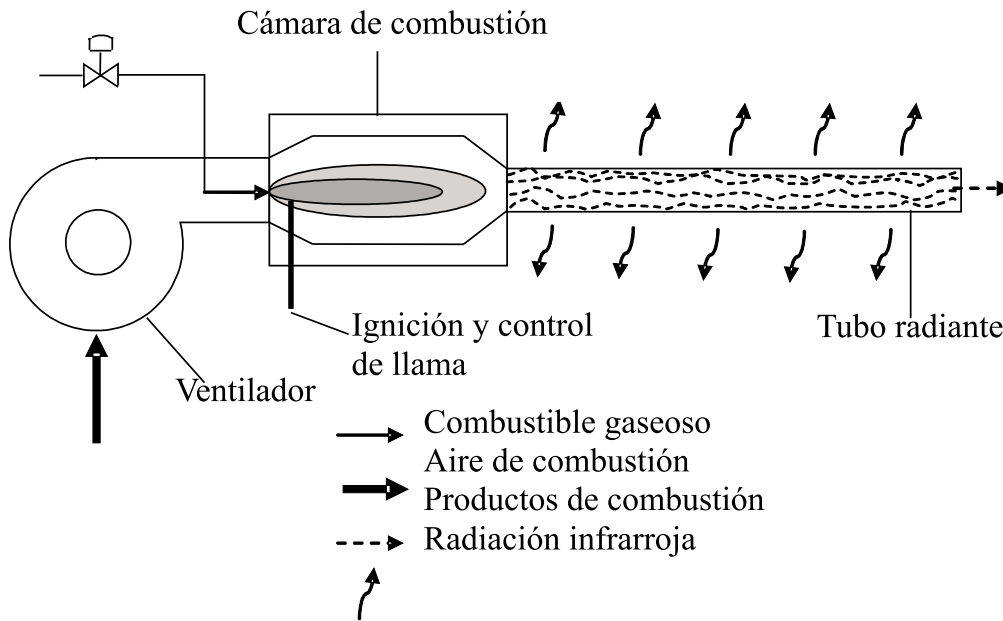 Cámara de combustión
Ignición y control
de llama
Tubo radiante
Ventilador
Combustible gaseoso
Aire de combustión
Productos de combustión
Radiación infrarroja